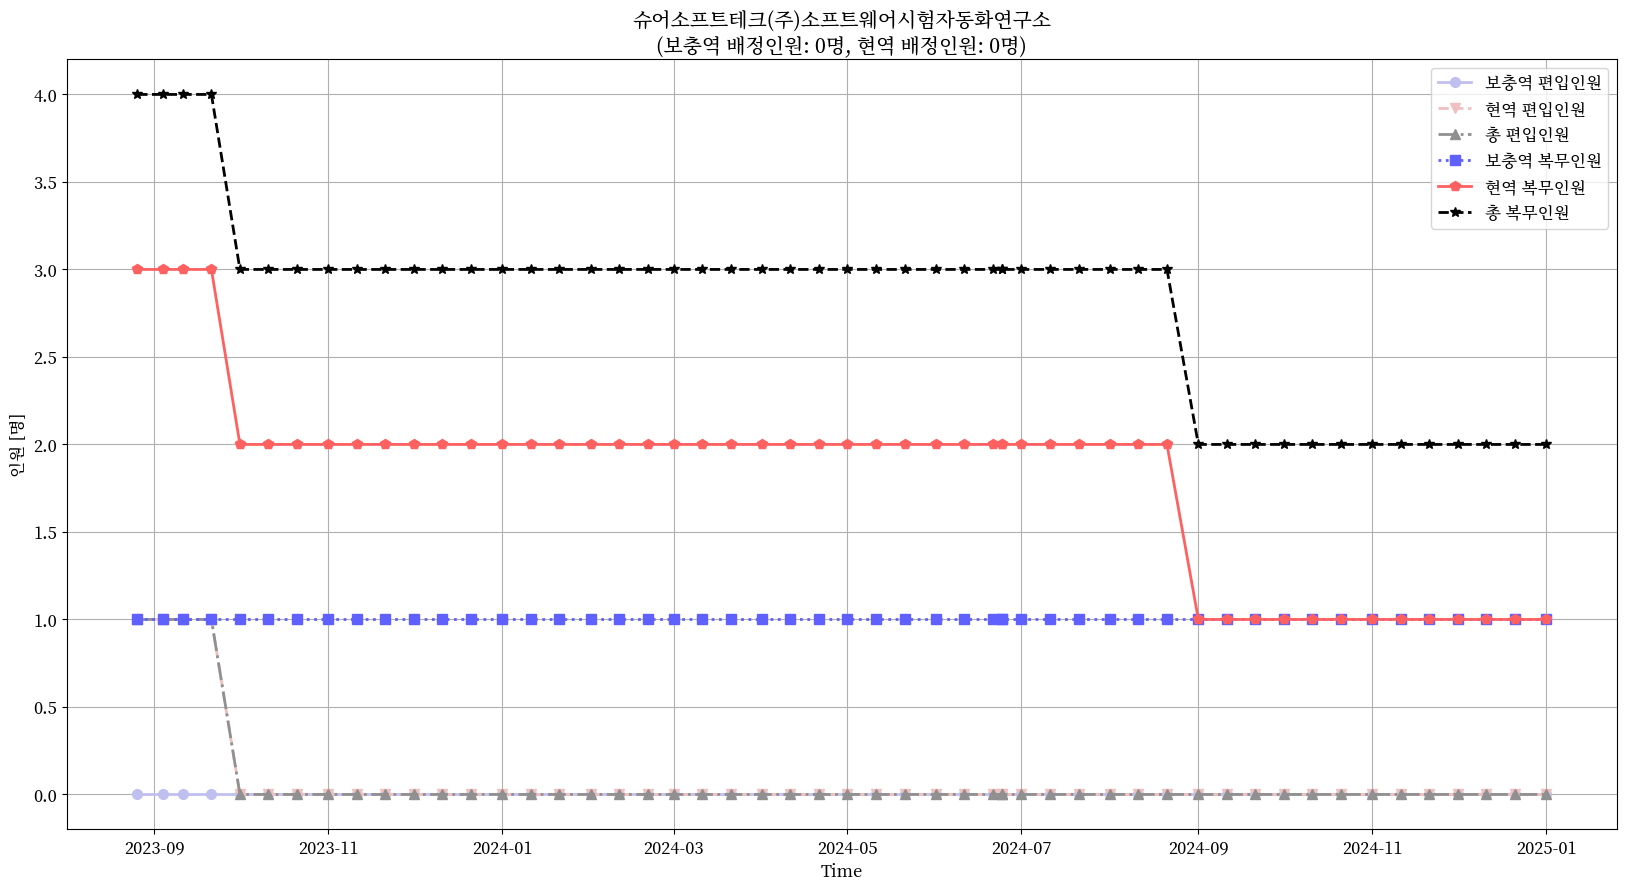 슈어소프트테크(주)소프트웨어시험자동화연구소
(보충역 배정인원: 0명, 현역 배정인원: 0명)
보충역 편입인원
현역 편입인원
총 편입인원
보충역 복무인원
현역 복무인원
총 복무인원
인원 [명]
4.0
3.5
3.0
2.5
2.0
1.5
1.0
0.5
0.0
2023-09
2023-11
2024-01
2024-03
2024-05
2024-07
2024-09
2024-11
2025-01
Time